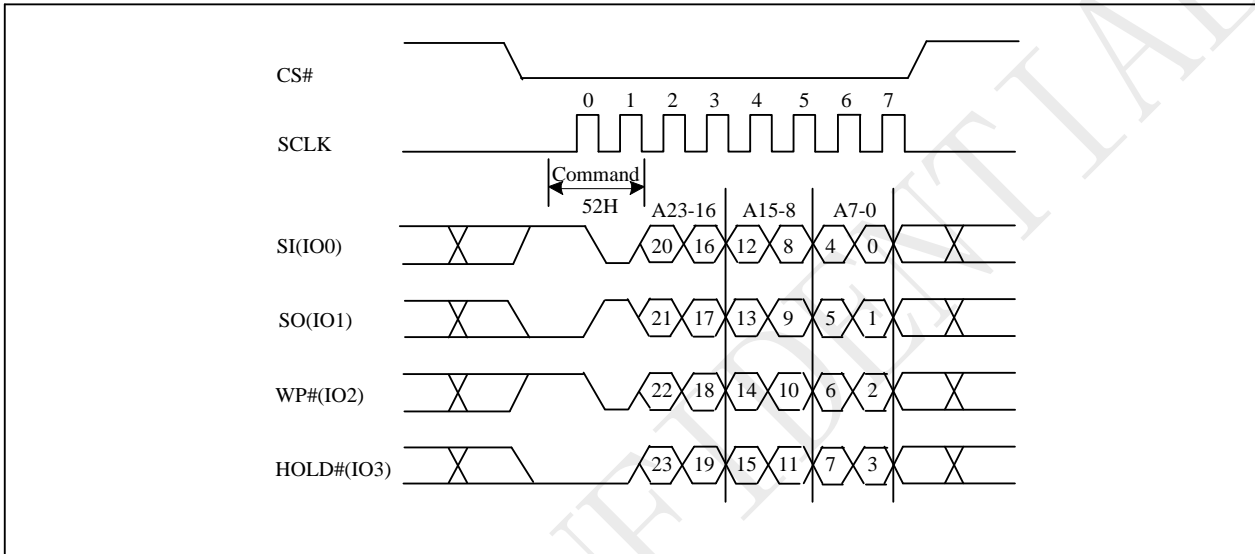 CS#
0 1 2 3 4 5 6 7
SCLK
Command
52H
A23-16 A15-8 A7-0
SI(IO0) 20 16 12 8 4 0
SO(IO1) 21 17 13 9 5 1
WP#(IO2) 22 18 14 10 6 2
HOLD#(IO3) 23 19 15 11 7 3
FIDENTIAL